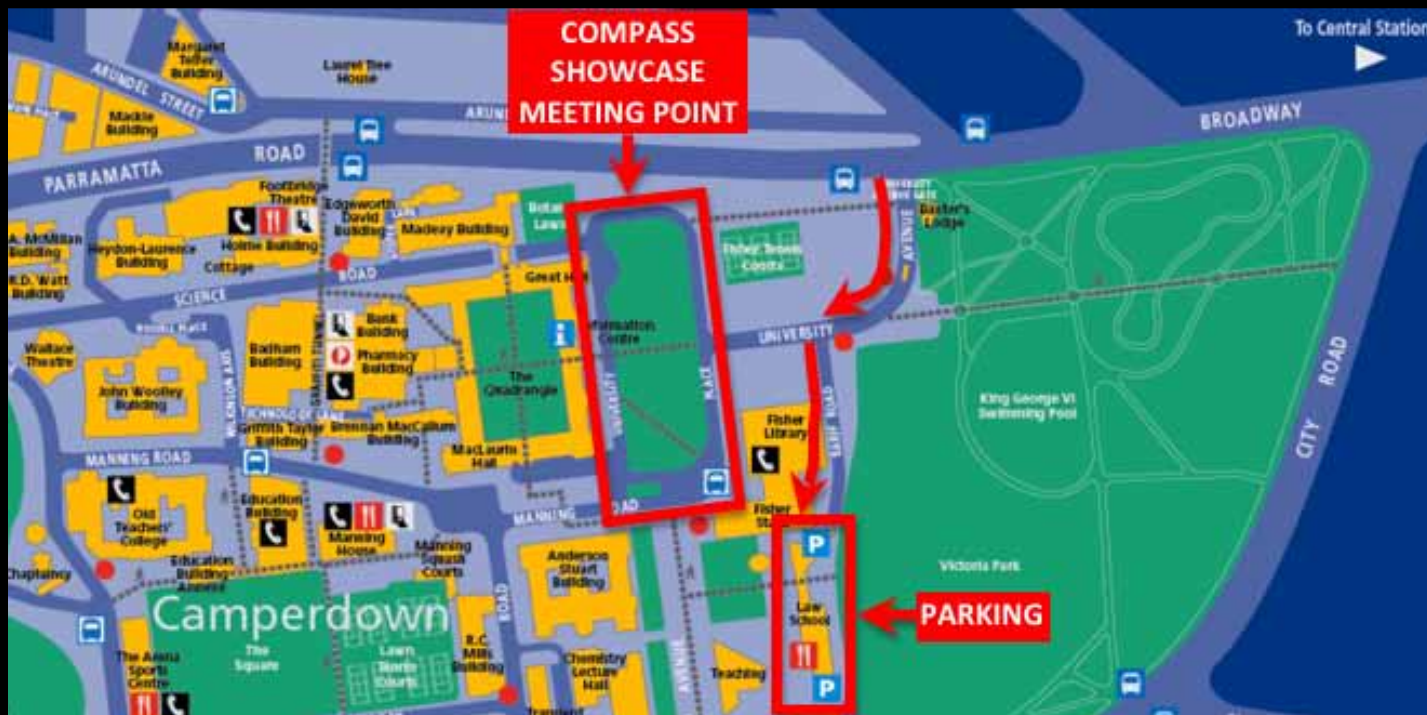 COMPASS
SHOWCASE
MEETING POINT
To Central Station
Margaret
Telfer
Building
Laurel Tree
House
ARUNDEL STREET
Mackie
Building
BROADWAY
PARRAMATTA
ROAD
Footbridge
Theatre
Edgeworth
David
Building
Madsen Building
Holme Building
A. McMillan
Building
Heydon-Laurence
Building
Cottage
R.D. Watt
Building
SCIENCE
ROAD
Baxter's
Lodge
AVENUE
Great
Information
Centre
UNIVERSITY
Wallace
Theatre
Bank
Building
Badham
Building
Pharmacy
Building
The
Quadrangle
UNIVERSITY
PLACE
John Woolley
Building
King George VI
Swimming Pool
CITY ROAD
Griffith Taylor
Building
Brennan MacCallum
Building
MacLaurin
Hall
Fisher
Library
ROAD
MANNING ROAD
Old
Teachers'
College
Education
Building
Manning
House
MANNING
OAD
Fisher
P
Chaplaincy
Education
Building
Annexe
Manning
Squash
Courts
Anderson
Stuart
Building
Victoria Park
Law
School
PARKING
Camperdown
The
Square
Lawn
Tennis
Courts
ROAD
R.C.
Mills
Building
Chemistry
Lecture
Hall
AVENUE
Teaching
The Arena
Sports
Centre
P